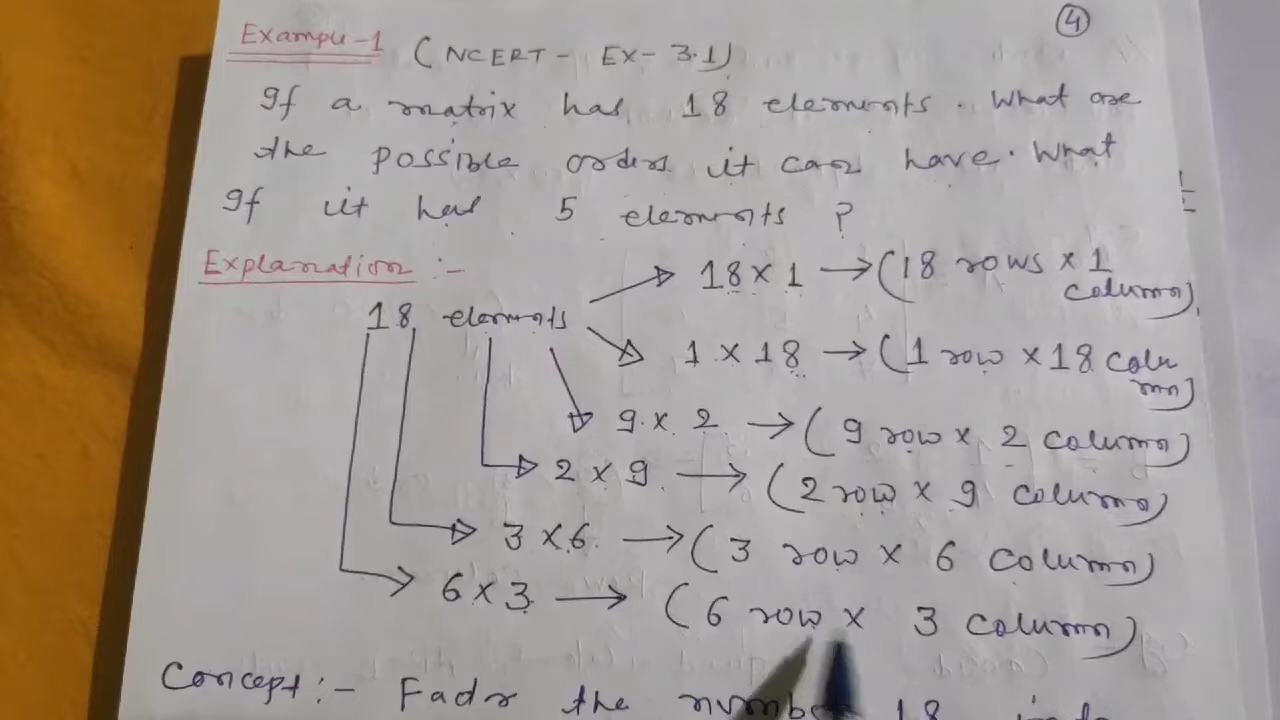 4
Example-1 (NCERT - EX- 3.1)
If a matrix has 18 elements. What are
the possible orders it can have. What
If it has 5 elements ?
Explanation :-
18 elements
18 x 1 → (18 rows x 1
column)
1 x 18 → (1 row x 18 colu
mn)
9 x 2 → (9 row x 2 column)
2 x 9 → (2 row x 9 column)
3 x 6 → (3 row x 6 column)
6 x 3 → (6 row x 3 column)
Concept :- Factor the number 18 into